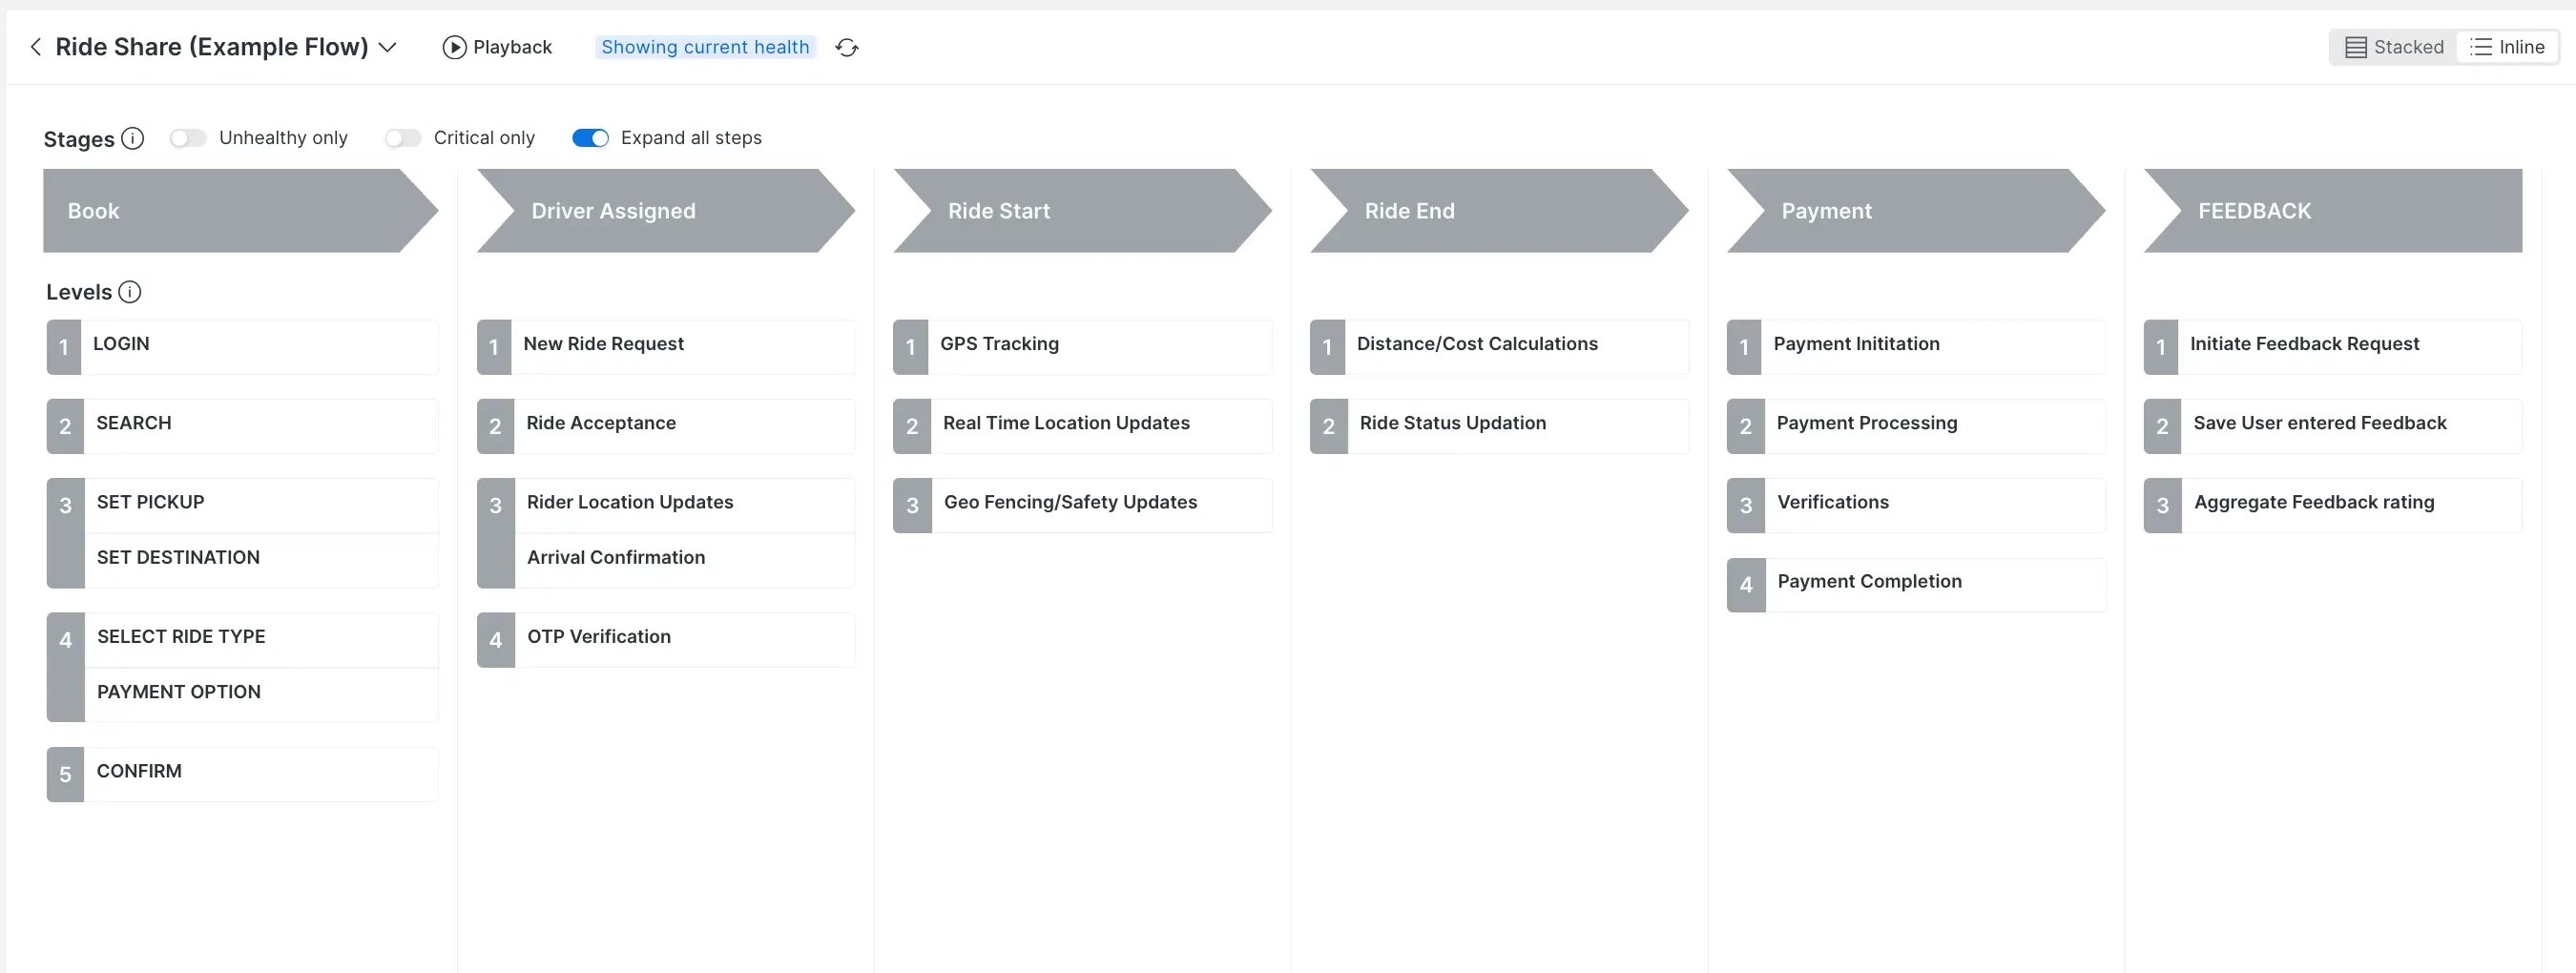 Ride Share (Example Flow)
Playback
Showing current health
Stacked
Inline
Stages
Unhealthy only
Critical only
Expand all steps
Book
Driver Assigned
Ride Start
Ride End
Payment
FEEDBACK
Levels
1 LOGIN
2 SEARCH
3 SET PICKUP
SET DESTINATION
4 SELECT RIDE TYPE
PAYMENT OPTION
5 CONFIRM
1 New Ride Request
2 Ride Acceptance
3 Rider Location Updates
Arrival Confirmation
4 OTP Verification
1 GPS Tracking
2 Real Time Location Updates
3 Geo Fencing/Safety Updates
1 Distance/Cost Calculations
2 Ride Status Updation
1 Payment Inititation
2 Payment Processing
3 Verifications
4 Payment Completion
1 Initiate Feedback Request
2 Save User entered Feedback
3 Aggregate Feedback rating